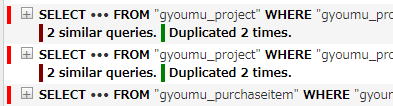 SELECT ••• FROM "gyoumu_project" WHERE "gyoumu_pro
2 similar queries. Duplicated 2 times.
SELECT ••• FROM "gyoumu_project" WHERE "gyoumu_pro
2 similar queries. Duplicated 2 times.
SELECT ••• FROM "gyoumu_purchaseitem" WHERE "gyou